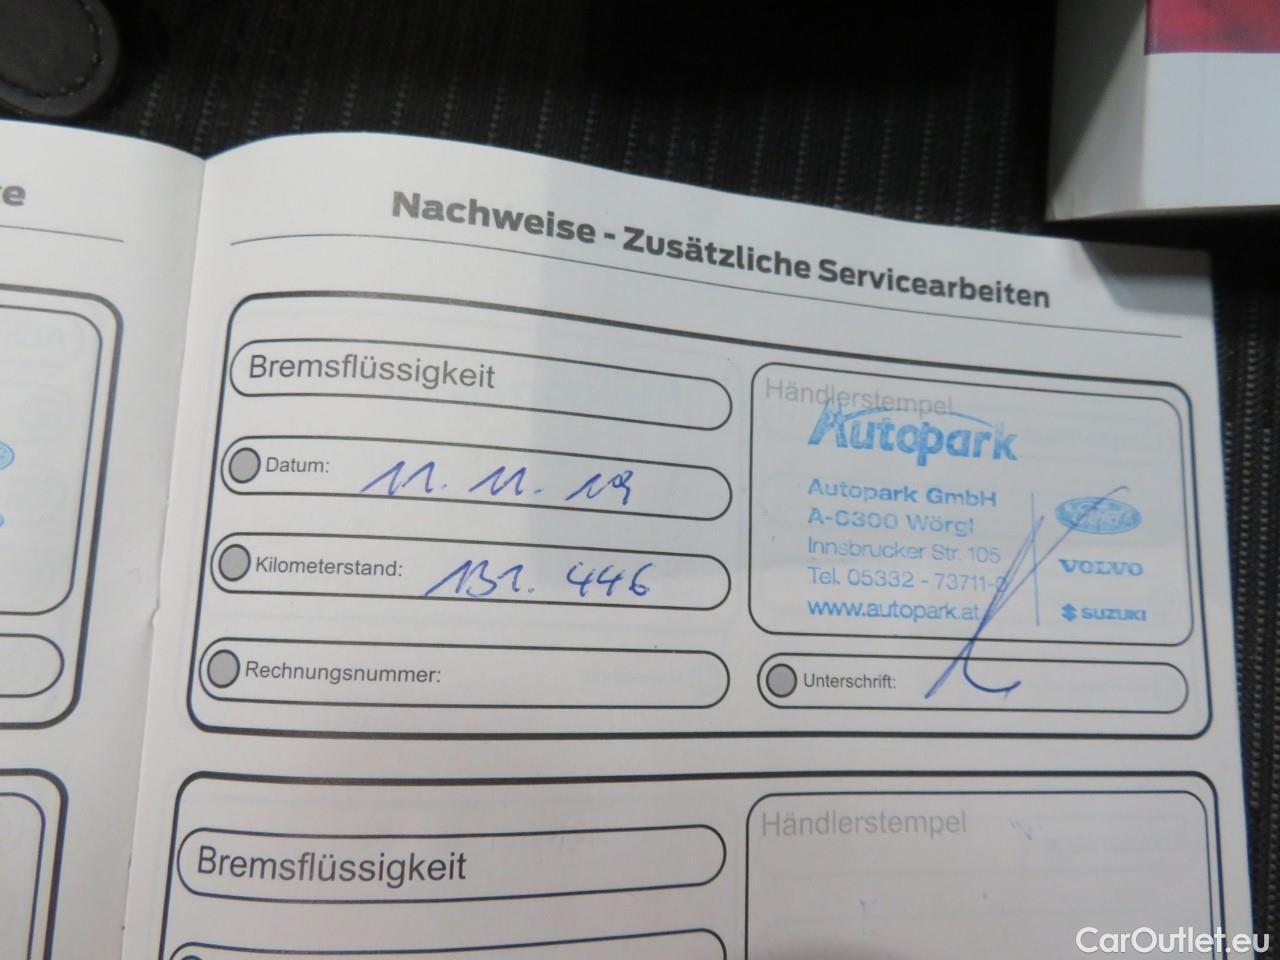 Nachweise - Zusätzliche Servicearbeiten
Bremsflüssigkeit
Datum: 11. 11. 19
Kilometerstand: 131. 446
Rechnungsnummer:
Händlerstempel
Autopark
Autopark GmbH
A-6300 Wörgl
Innsbrucker Str. 105
Tel. 05332 - 73711-0
www.autopark.at
Ford
VOLVO
SUZUKI
Unterschrift:
Bremsflüssigkeit
Händlerstempel
CarOutlet.eu